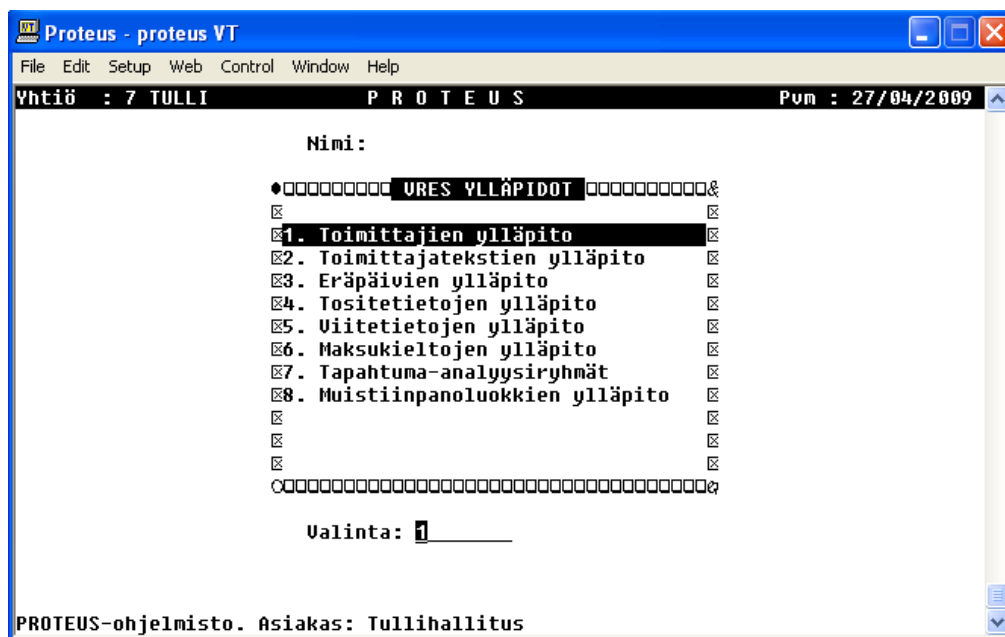 Proteus - proteus VT
File Edit Setup Web Control Window Help
Yhtiö : 7 TULLI P R O T E U S Pvm : 27/04/2009
Nimi:
VRES YLLÄPIDOT
1. Toimittajien ylläpito
2. Toimittajatekstien ylläpito
3. Eräpäivien ylläpito
4. Tositetietojen ylläpito
5. Viitetietojen ylläpito
6. Maksukieltojen ylläpito
7. Tapahtuma-analyysiryhmät
8. Muistiinpanoluokkien ylläpito
Valinta: 1
PROTEUS-ohjelmisto. Asiakas: Tullihallitus